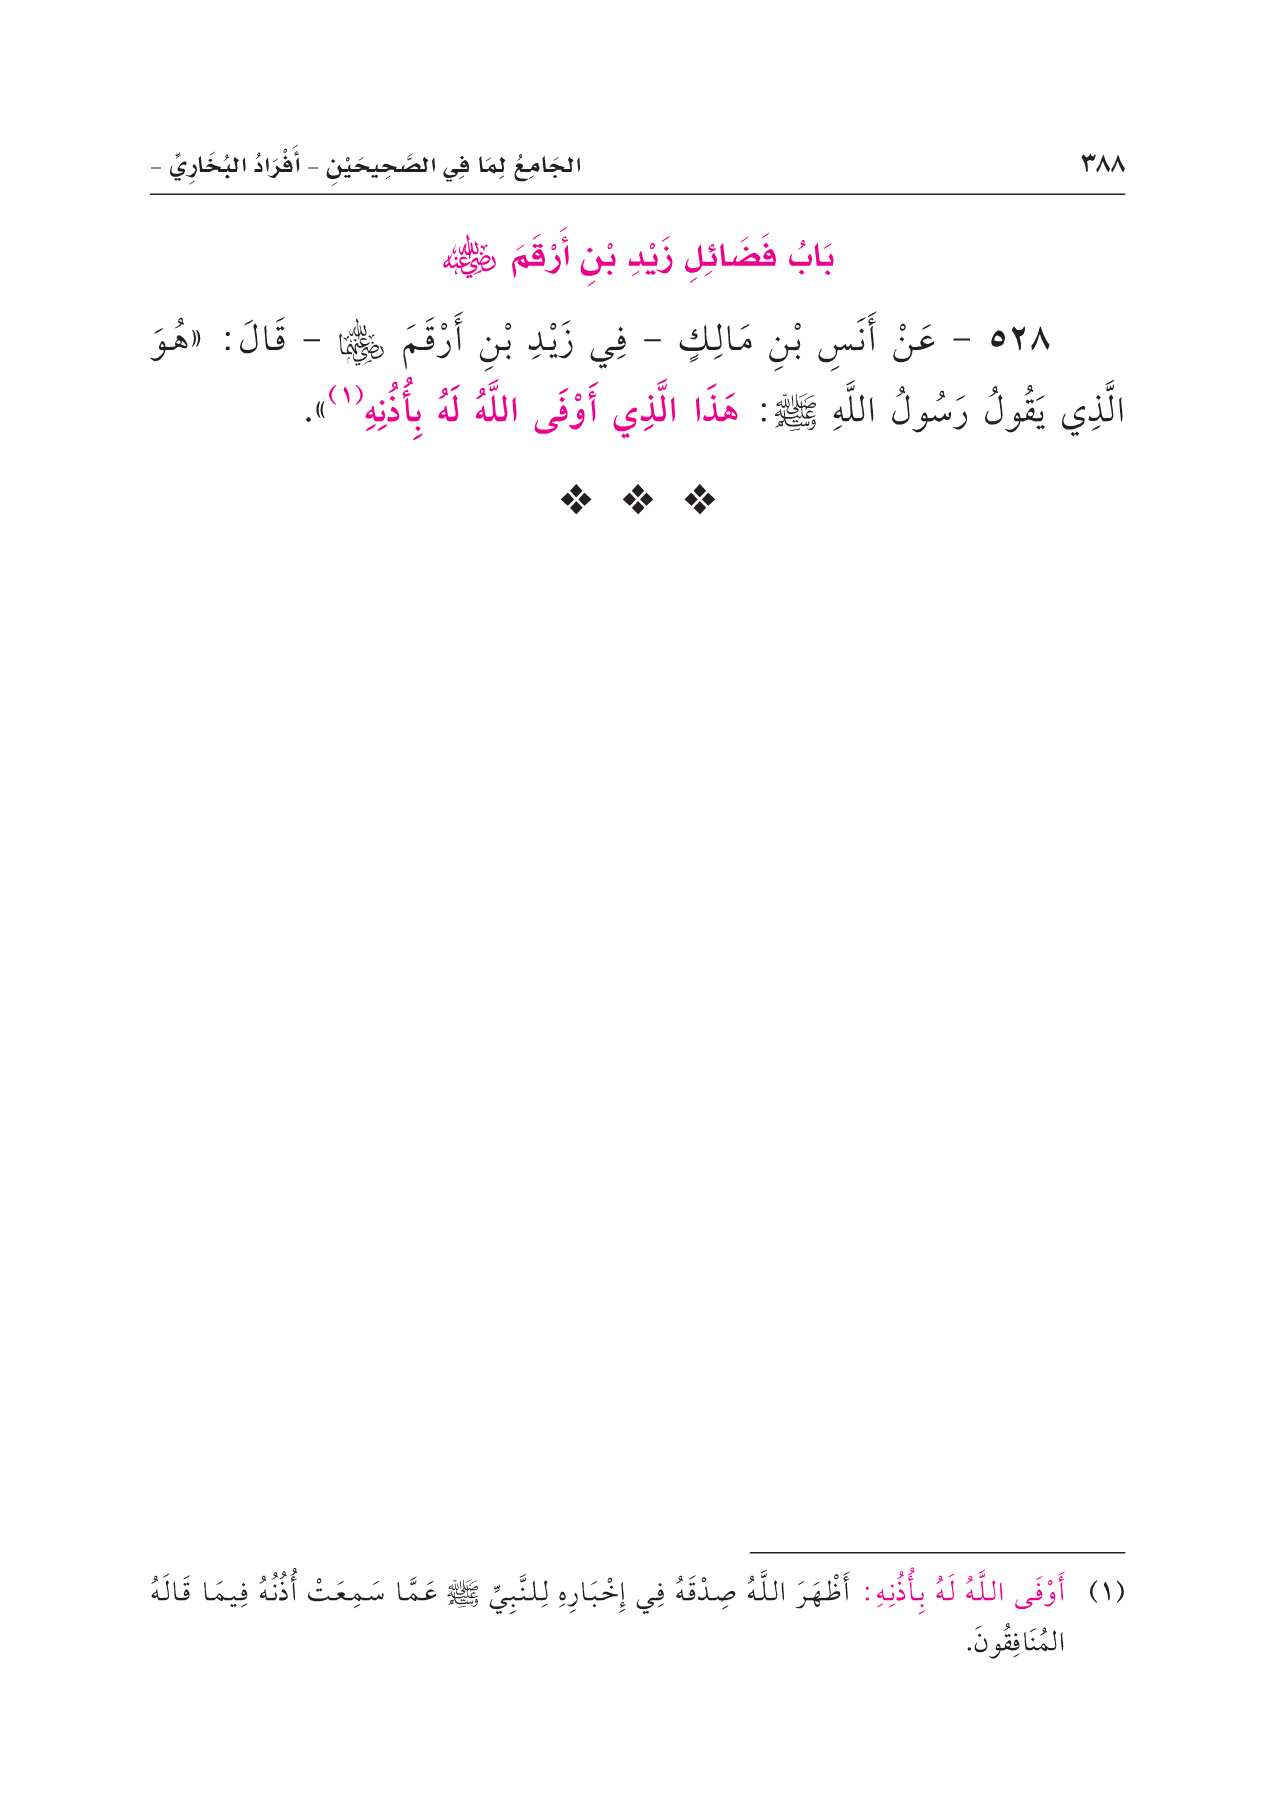 ٣٨٨ الجَامِعُ لِمَا فِي الصَّحِيحَيْنِ - أَفْرَادُ البُخَارِيِّ -
بَابُ فَضَائِلِ زَيْدِ بْنِ أَرْقَمَ رضي الله عنه
٥٢٨ - عَنْ أَنَسِ بْنِ مَالِكٍ - فِي زَيْدِ بْنِ أَرْقَمَ رضي الله عنهما - قَالَ: «هُوَ
الَّذِي يَقُولُ رَسُولُ اللَّهِ ﷺ: هَذَا الَّذِي أَوْفَى اللَّهُ لَهُ بِأُذُنِهِ(١)».
(١) أَوْفَى اللَّهُ لَهُ بِأُذُنِهِ: أَظْهَرَ اللَّهُ صِدْقَهُ فِي إِخْبَارِهِ لِلنَّبِيِّ ﷺ عَمَّا سَمِعَتْ أُذُنُهُ فِيمَا قَالَهُ
المُنَافِقُونَ.